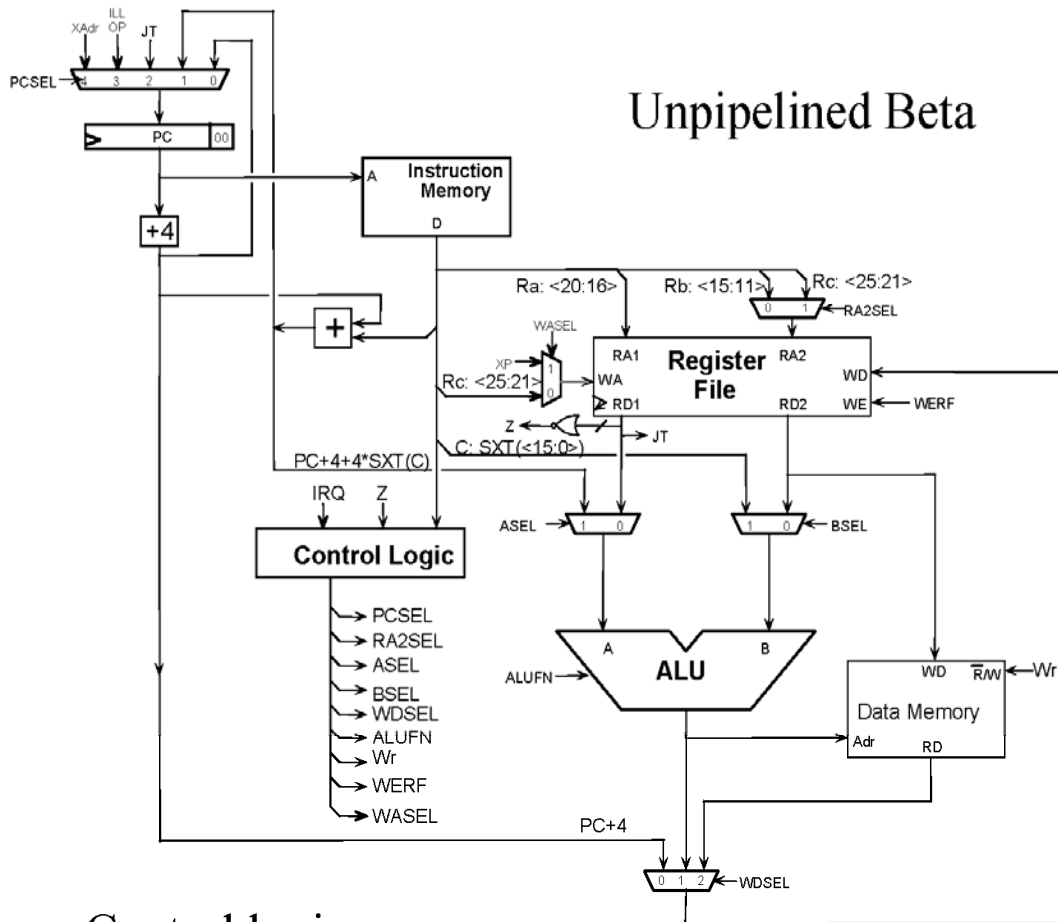 Unpipelined Beta
XAdr
ILL
OP
JT
PCSEL
4 3 2 1 0
PC
00
+4
A
Instruction
Memory
D
Ra: <20:16>
Rb: <15:11>
Rc: <25:21>
0 1
RA2SEL
+
WASEL
XP
1
0
Rc: <25:21>
RA1
RA2
Register
File
WA
WD
RD1
RD2
WE
WERF
Z
JT
C: SXT(<15:0>)
PC+4+4*SXT(C)
IRQ
Z
ASEL
1 0
1 0
BSEL
Control Logic
PCSEL
RA2SEL
ASEL
BSEL
WDSEL
ALUFN
Wr
WERF
WASEL
A
B
ALU
ALUFN
WD
R/W
Wr
Data Memory
Adr
RD
PC+4
0 1 2
WDSEL